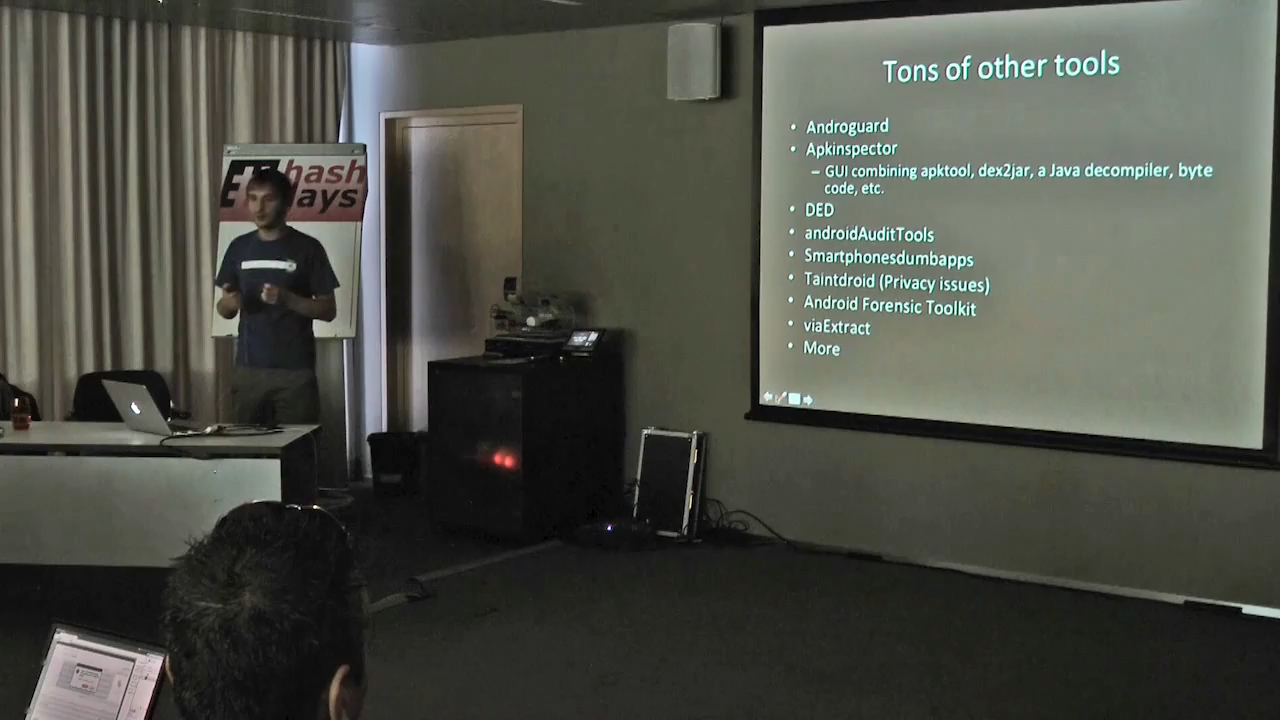 Tons of other tools
• Androguard
• Apkinspector
– GUI combining apktool, dex2jar, a Java decompiler, byte
code, etc.
• DED
• androidAuditTools
• Smartphonesdumbapps
• Taintdroid (Privacy issues)
• Android Forensic Toolkit
• viaExtract
• More
hash
ays